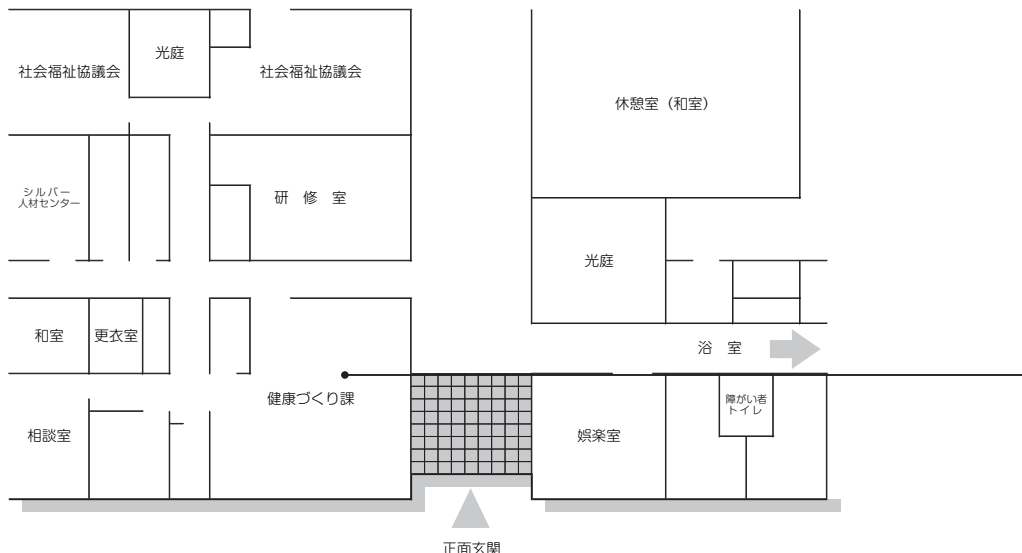 光庭
社会福祉協議会
社会福祉協議会
休憩室（和室）
シルバー
人材センター
研　修　室
光庭
和室
更衣室
浴　室
健康づくり課
障がい者
トイレ
相談室
娯楽室
正面玄関